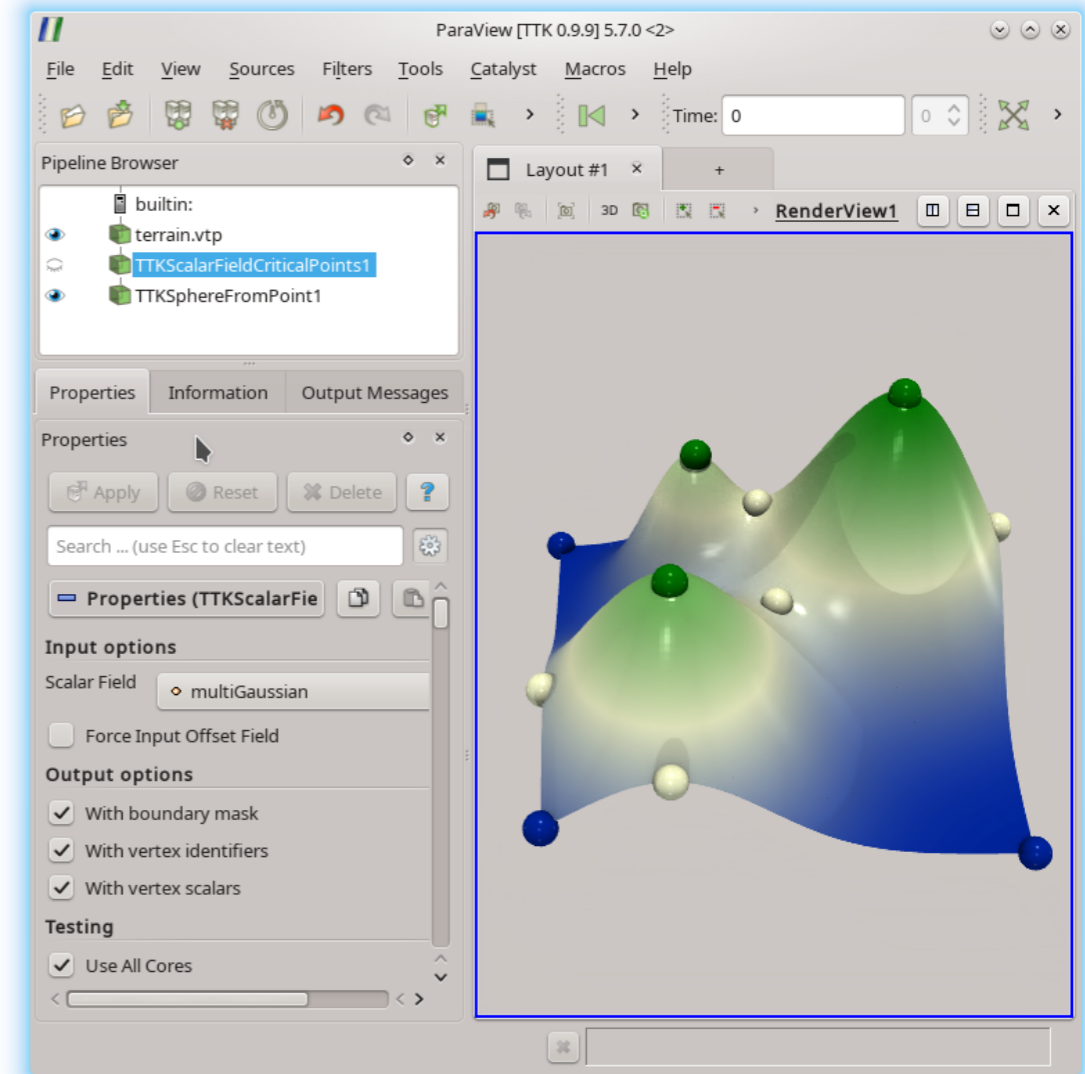 ParaView [TTK 0.9.9] 5.7.0 <2>
File Edit View Sources Filters Tools Catalyst Macros Help
Time: 0 0
Pipeline Browser
builtin:
terrain.vtp
TTKScalarFieldCriticalPoints1
TTKSphereFromPoint1
Properties Information Output Messages
Properties
Apply Reset Delete ?
Search ... (use Esc to clear text)
Properties (TTKScalarFie
Input options
Scalar Field multiGaussian
Force Input Offset Field
Output options
With boundary mask
With vertex identifiers
With vertex scalars
Testing
Use All Cores
Layout #1 +
3D RenderView1